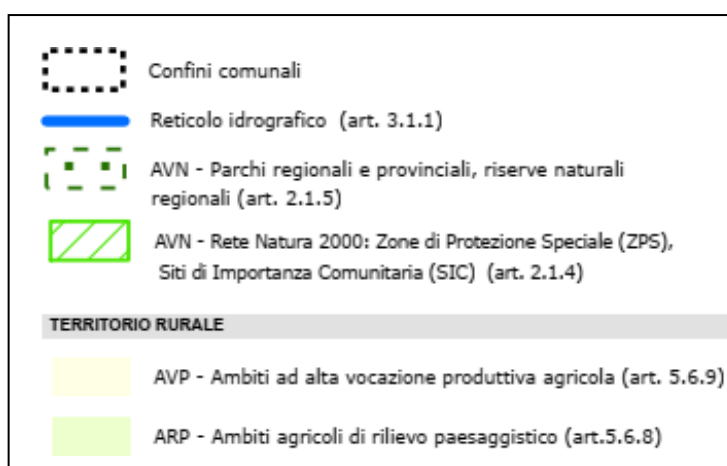 Confini comunali
Reticolo idrografico (art. 3.1.1)
AVN - Parchi regionali e provinciali, riserve naturali
regionali (art. 2.1.5)
AVN - Rete Natura 2000: Zone di Protezione Speciale (ZPS),
Siti di Importanza Comunitaria (SIC) (art. 2.1.4)
TERRITORIO RURALE
AVP - Ambiti ad alta vocazione produttiva agricola (art. 5.6.9)
ARP - Ambiti agricoli di rilievo paesaggistico (art.5.6.8)